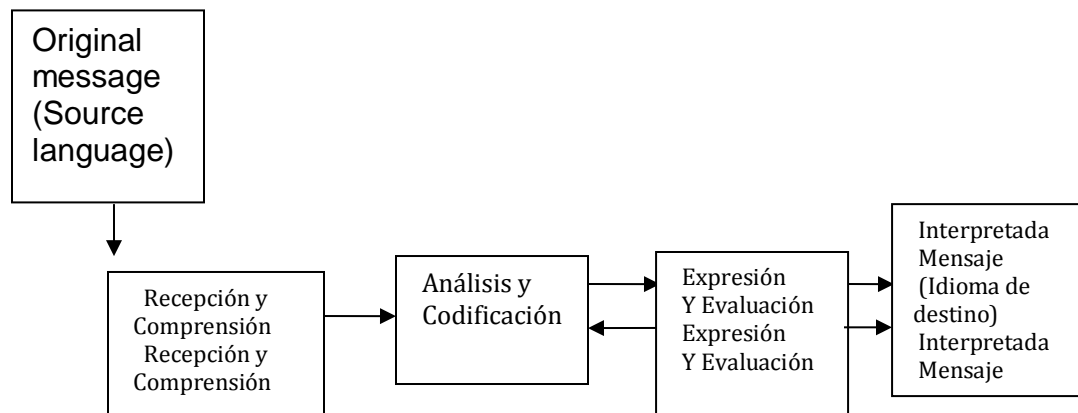 Original
message
(Source
language)
Recepción y
Comprensión
Recepción y
Comprensión
Análisis y
Codificación
Expresión
Y Evaluación
Expresión
Y Evaluación
Interpretada
Mensaje
(Idioma de
destino)
Interpretada
Mensaje